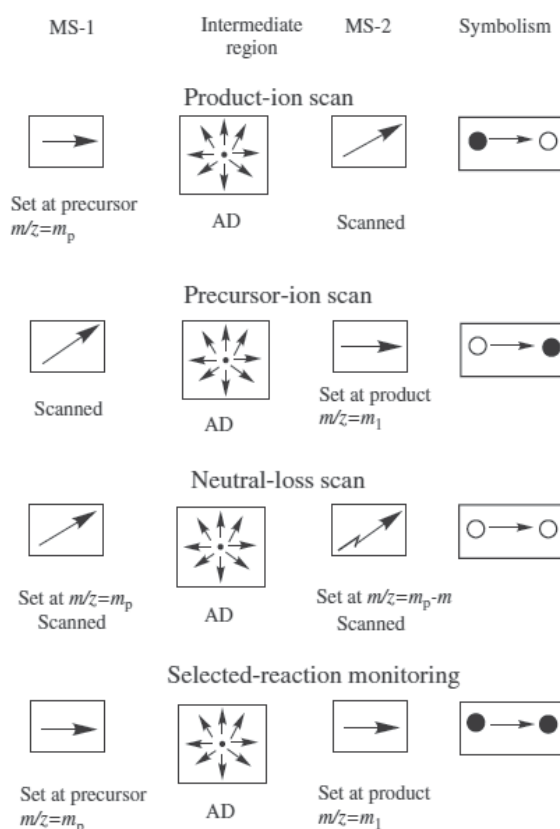 MS-1 Intermediate region MS-2 Symbolism
Product-ion scan
Set at precursor
m/z=mp
AD
Scanned
Precursor-ion scan
Scanned
AD
Set at product
m/z=m1
Neutral-loss scan
Set at m/z=mp
Scanned
AD
Set at m/z=mp-m
Scanned
Selected-reaction monitoring
Set at precursor
m/z=mp
AD
Set at product
m/z=m1